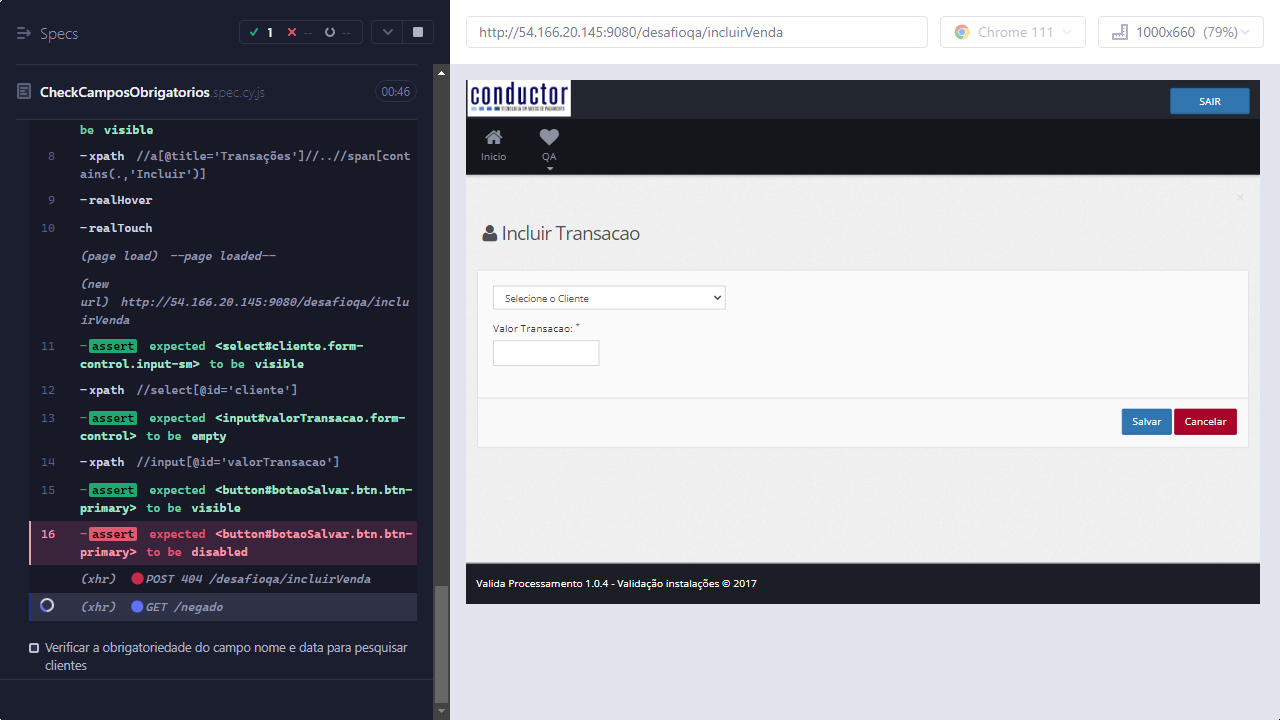 Specs
1
--
--
CheckCamposObrigatorios.spec.cy.js
00:46
be visible
8 -xpath //a[@title='Transações']//..//span[cont
ains(.,'Incluir')]
9 -realHover
10 -realTouch
(page load) --page loaded--
(new
url) http://54.166.20.145:9080/desafioqa/inclu
irVenda
11 -assert expected <select#cliente.form-
control.input-sm> to be visible
12 -xpath //select[@id='cliente']
13 -assert expected <input#valorTransacao.form-
control> to be empty
14 -xpath //input[@id='valorTransacao']
15 -assert expected <button#botaoSalvar.btn.btn-
primary> to be visible
16 -assert expected <button#botaoSalvar.btn.btn-
primary> to be disabled
(xhr) POST 404 /desafioqa/incluirVenda
(xhr) GET /negado
Verificar a obrigatoriedade do campo nome e data para pesquisar
clientes
http://54.166.20.145:9080/desafioqa/incluirVenda
Chrome 111
1000x660 (79%)
conductor
SAIR
Inicio
QA
×
Incluir Transacao
Selecione o Cliente
Valor Transacao: *
Salvar
Cancelar
Valida Processamento 1.0.4 - Validação instalações © 2017